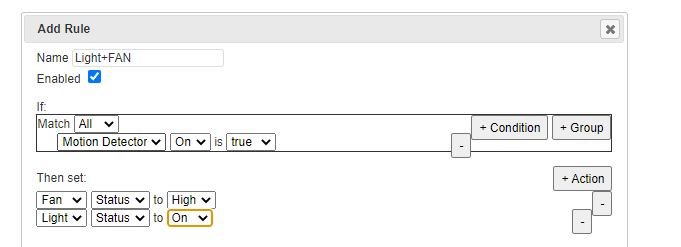 Add Rule
Name Light+FAN
Enabled
If:
Match All + Condition + Group
Motion Detector On is true -
Then set: + Action
Fan Status to High -
Light Status to On -